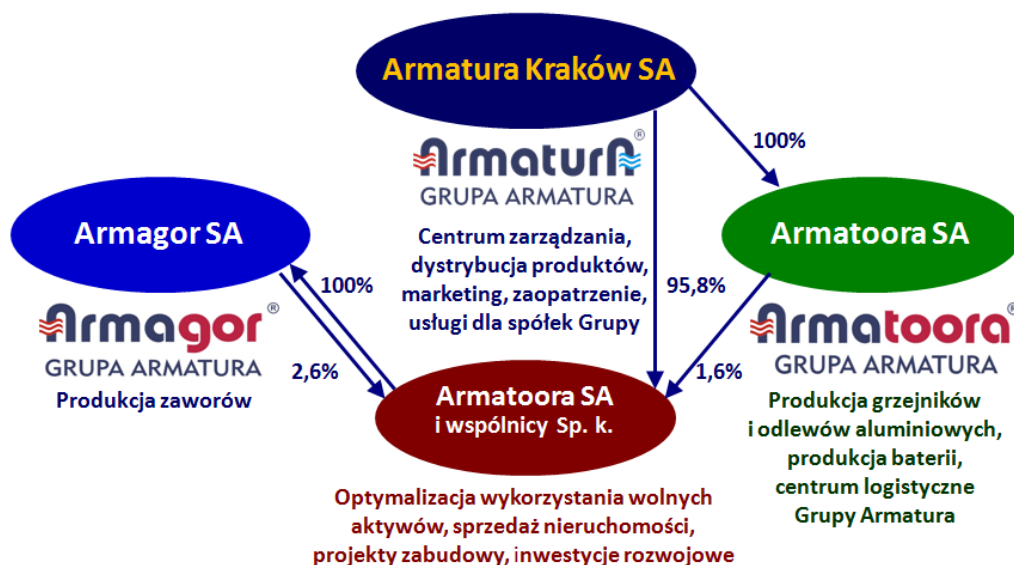 Armatura Kraków SA
ArmaturA®
GRUPA ARMATURA
100%
Armagor SA
Armatoora SA
Centrum zarządzania,
dystrybucja produktów,
marketing, zaopatrzenie,
usługi dla spółek Grupy
100%
95,8%
Armagor®
GRUPA ARMATURA
Produkcja zaworów
2,6%
1,6%
Armatoora®
GRUPA ARMATURA
Produkcja grzejników
i odlewów aluminiowych,
produkcja baterii,
centrum logistyczne
Grupy Armatura
Armatoora SA
i wspólnicy Sp. k.
Optymalizacja wykorzystania wolnych
aktywów, sprzedaż nieruchomości,
projekty zabudowy, inwestycje rozwojowe